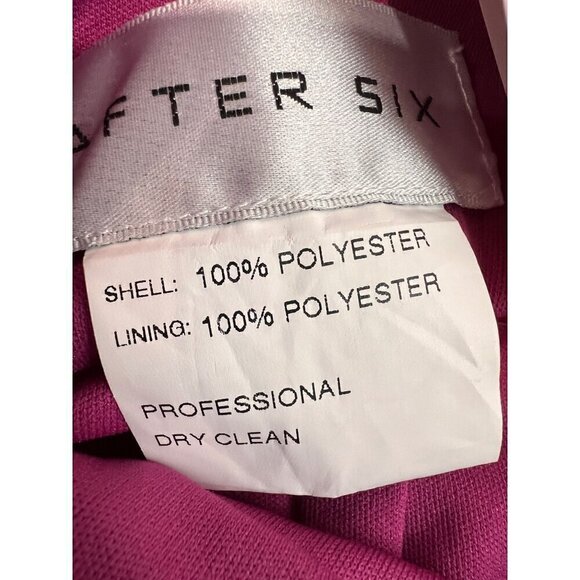 AFTER SIX
SHELL: 100% POLYESTER
LINING: 100% POLYESTER
PROFESSIONAL
DRY CLEAN